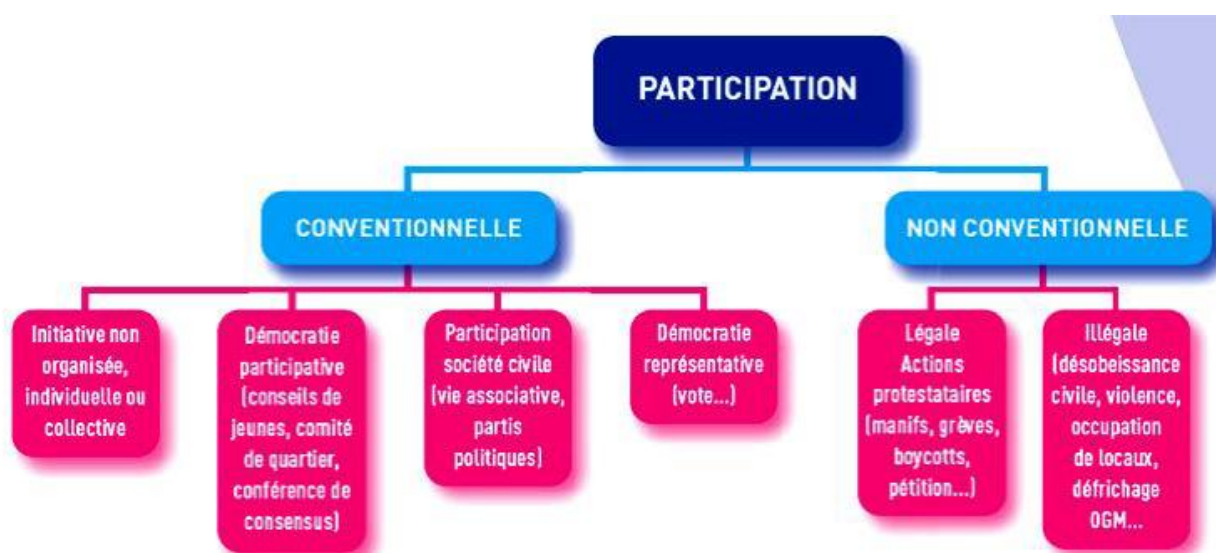 PARTICIPATION
CONVENTIONNELLE
NON CONVENTIONNELLE
Initiative non
organisée,
individuelle ou
collective
Démocratie
participative
(conseils de
jeunes, comité
de quartier,
conférence de
consensus)
Participation
société civile
(vie associative,
partis
politiques)
Démocratie
représentative
(vote...)
Légale
Actions
protestataires
(manifs, grèves,
boycotts,
pétition...)
Illégale
(désobeissance
civile, violence,
occupation
de locaux,
défrichage
OGM...